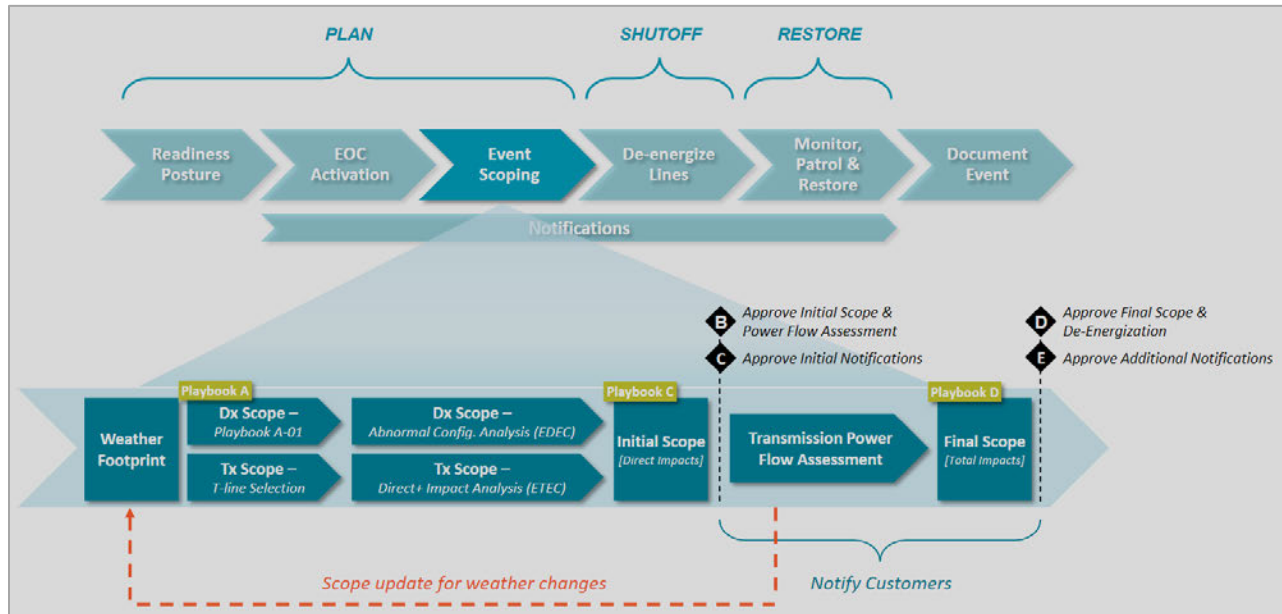 PLAN
SHUTOFF
RESTORE
Readiness
Posture
EOC
Activation
Event
Scoping
De-energize
Lines
Monitor,
Patrol &
Restore
Document
Event
Notifications
B
Approve Initial Scope &
Power Flow Assessment
C
Approve Initial Notifications
D
Approve Final Scope &
De-Energization
E
Approve Additional Notifications
Weather
Footprint
Playbook A
Dx Scope –
Playbook A-01
Tx Scope –
T-line Selection
Dx Scope –
Abnormal Config. Analysis (EDEC)
Tx Scope –
Direct+ Impact Analysis (ETEC)
Playbook C
Initial Scope
[Direct Impacts]
Transmission Power
Flow Assessment
Playbook D
Final Scope
[Total Impacts]
Scope update for weather changes
Notify Customers